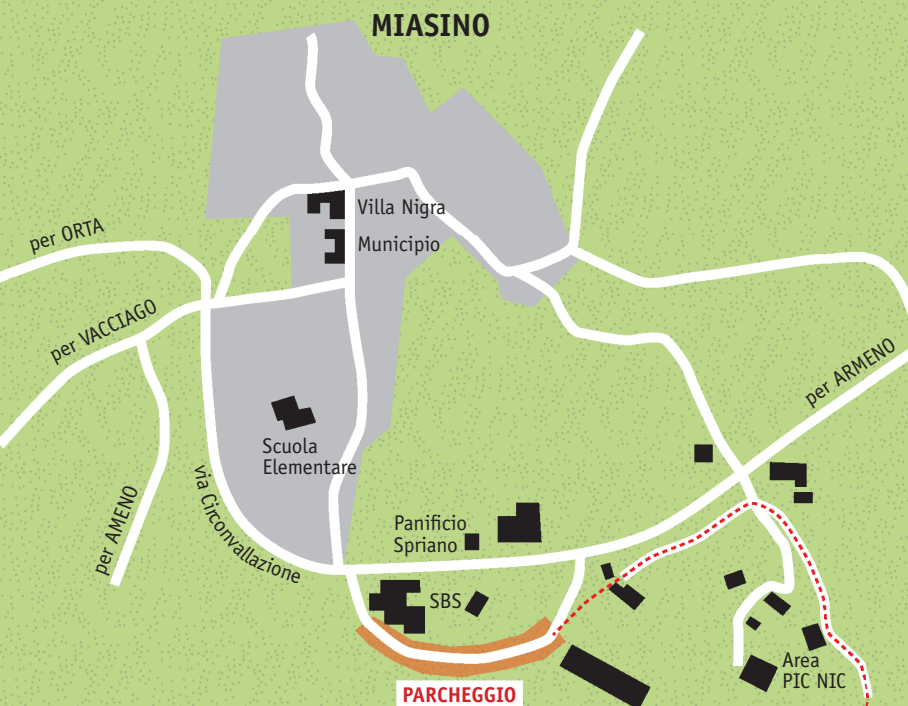 MIASINO
Villa Nigra
Municipio
per ORTA
per VACCIAGO
per ARMENO
Scuola
Elementare
per AMENO
via Circonvallazione
Panificio
Spriano
SBS
Area
PIC NIC
PARCHEGGIO